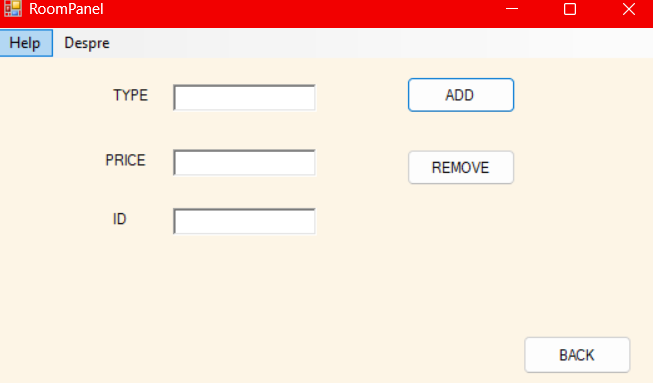 RoomPanel
Help Despre
TYPE ADD
PRICE REMOVE
ID
BACK